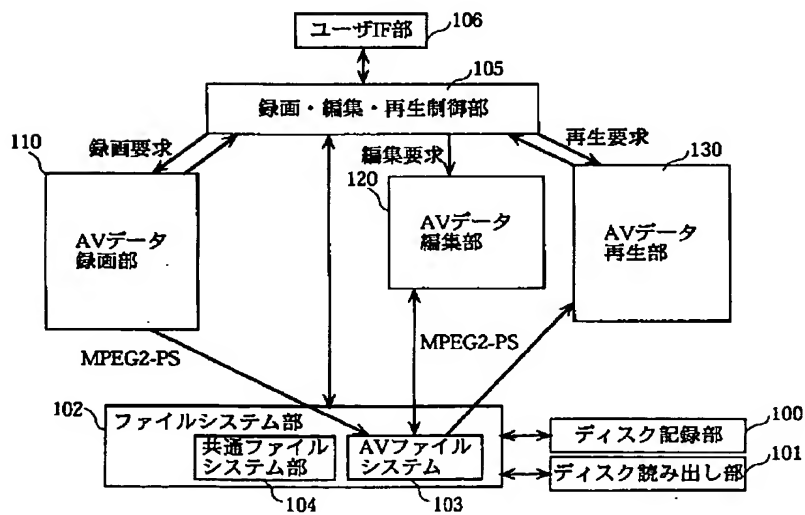 ユーザIF部
106
105
録画・編集・再生制御部
110
録画要求
編集要求
再生要求
130
120
AVデータ
録画部
AVデータ
編集部
AVデータ
再生部
MPEG2-PS
MPEG2-PS
102
ファイルシステム部
共通ファイル
システム部
AVファイル
システム
104
103
100
ディスク記録部
101
ディスク読み出し部